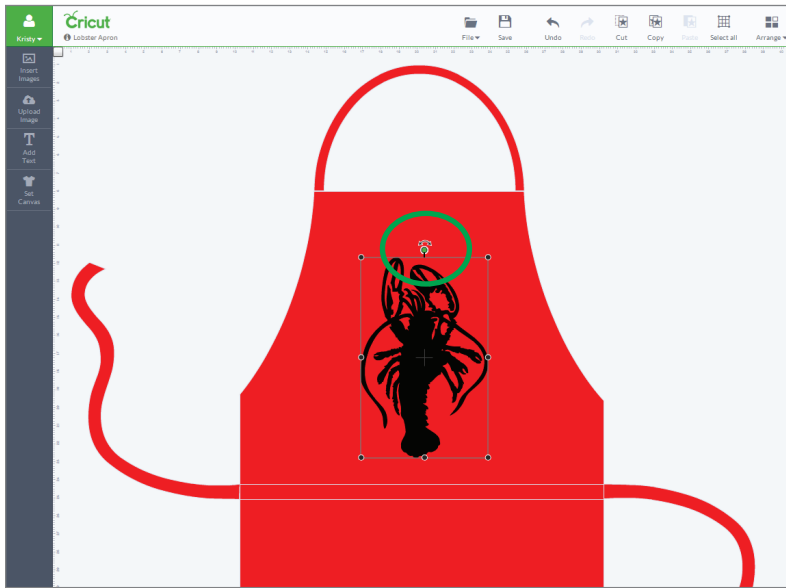 Cricut
Kristy
Lobster Apron
File
Save
Undo
Redo
Cut
Copy
Paste
Select all
Arrange
Insert
Images
Upload
Image
Add
Text
Set
Canvas